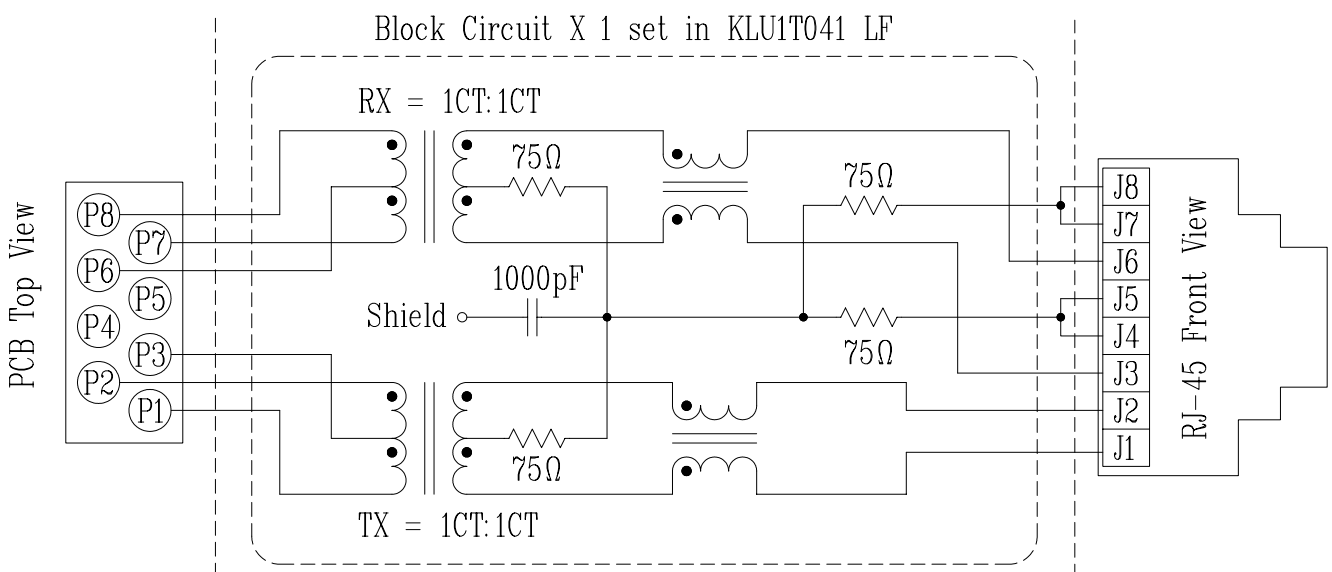 Block Circuit X 1 set in KLU1T041 LF
RX = 1CT:1CT
75Ω
75Ω
PCB Top View
P8
P7
P6
P5
P4
P3
P2
P1
1000pF
Shield
75Ω
75Ω
TX = 1CT:1CT
J8
J7
J6
J5
J4
J3
J2
J1
RJ-45 Front View